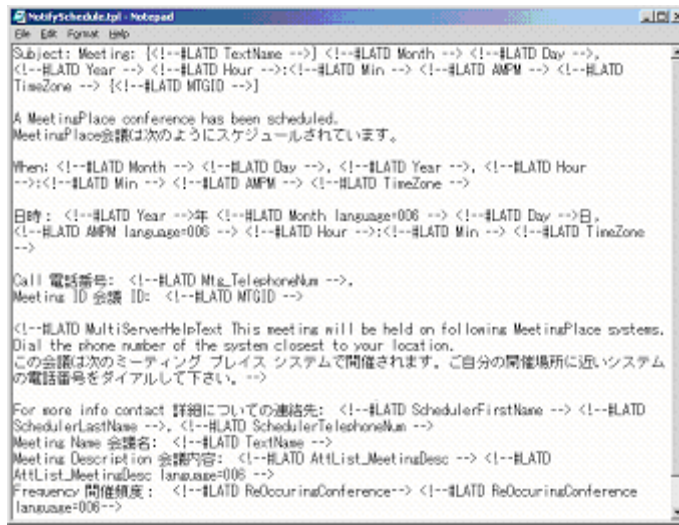 NotifySchedule.tpl - Notepad
File Edit Format Help
Subject: Meeting: [<!--#LATD TextName -->] <!--#LATD Month --> <!--#LATD Day -->,
<!--#LATD Year --> <!--#LATD Hour -->:<!--#LATD Min --> <!--#LATD AMPM --> <!--#LATD
TimeZone --> [<!--#LATD MTGID -->]
A MeetingPlace conference has been scheduled.
MeetingPlace会議は次のようにスケジュールされています。
When: <!--#LATD Month --> <!--#LATD Day -->, <!--#LATD Year -->, <!--#LATD Hour
-->:<!--#LATD Min --> <!--#LATD AMPM --> <!--#LATD TimeZone -->
日時: <!--#LATD Year -->年 <!--#LATD Month language=006 --> <!--#LATD Day -->日,
<!--#LATD AMPM language=006 --> <!--#LATD Hour -->:<!--#LATD Min --> <!--#LATD TimeZone
-->
Call 電話番号: <!--#LATD Mtg_TelephoneNum -->,
Meeting ID 会議 ID: <!--#LATD MTGID -->
<!--#LATD MultiServerHelpText This meeting will be held on following MeetingPlace systems.
Dial the phone number of the system closest to your location.
この会議は次のミーティング プレイス システムで開催されます。ご自分の開催場所に近いシステム
の電話番号をダイアルして下さい。-->
For more info contact 詳細についての連絡先: <!--#LATD SchedulerFirstName --> <!--#LATD
SchedulerLastName -->, <!--#LATD SchedulerTelephoneNum -->
Meeting Name 会議名: <!--#LATD TextName -->
Meeting Description 会議内容: <!--#LATD AttList_MeetingDesc --> <!--#LATD
AttList_MeetingDesc language=006 -->
Frequency 開催頻度: <!--#LATD ReOccuringConference--> <!--#LATD ReOccuringConference
language=006-->